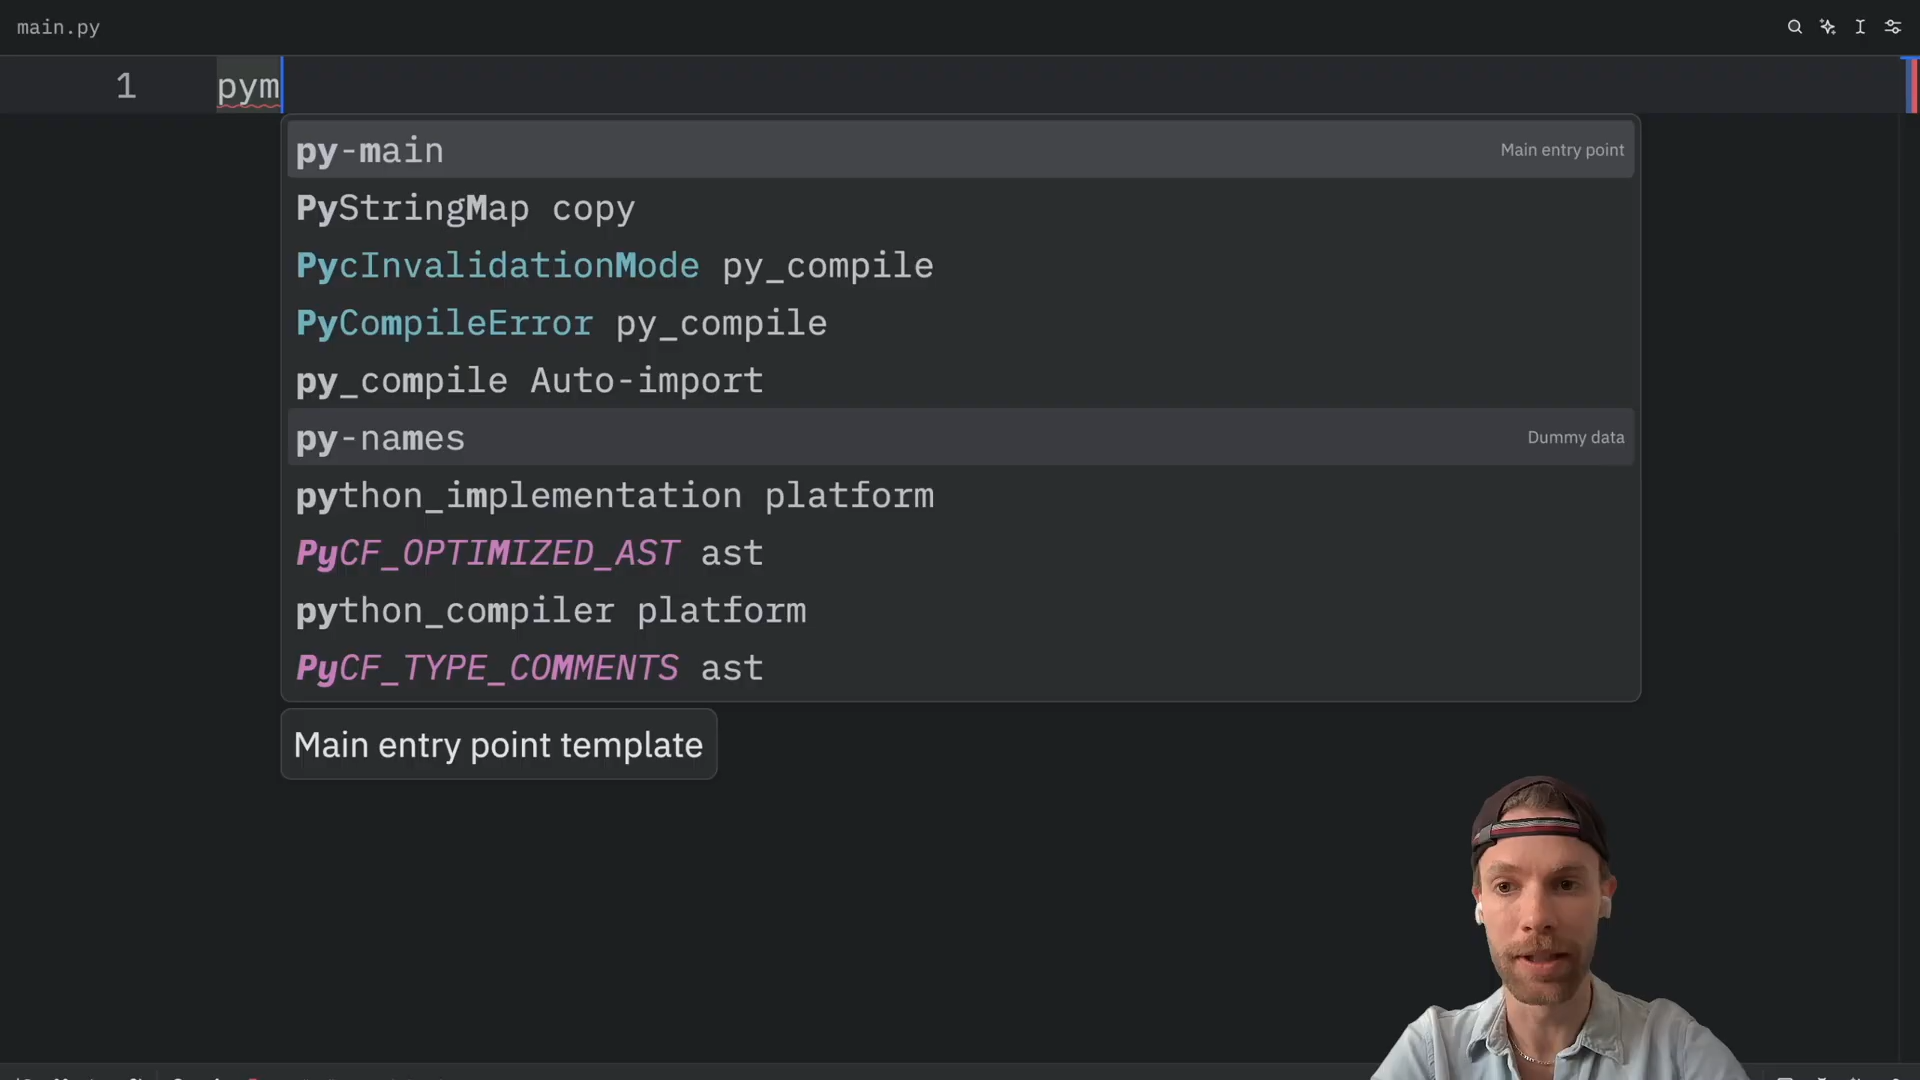 main.py
1 pym
py-main Main entry point
PyStringMap copy
PycInvalidationMode py_compile
PyCompileError py_compile
py_compile Auto-import
py-names Dummy data
python_implementation platform
PyCF_OPTIMIZED_AST ast
python_compiler platform
PyCF_TYPE_COMMENTS ast
Main entry point template